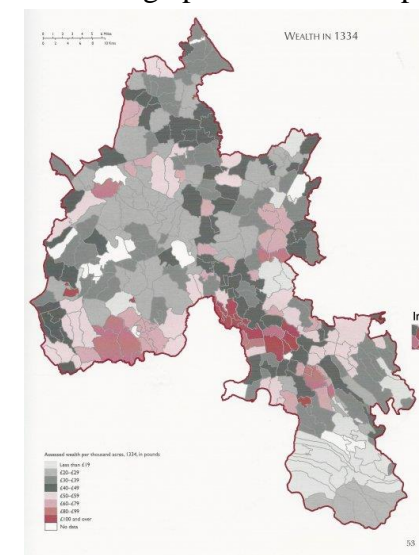 WEALTH IN 1334
Assessed wealth per thousand acres, 1334, in pounds
Less than £19
£20–£29
£30–£39
£40–£49
£50–£59
£60–£79
£80–£99
£100 and over
No data
53